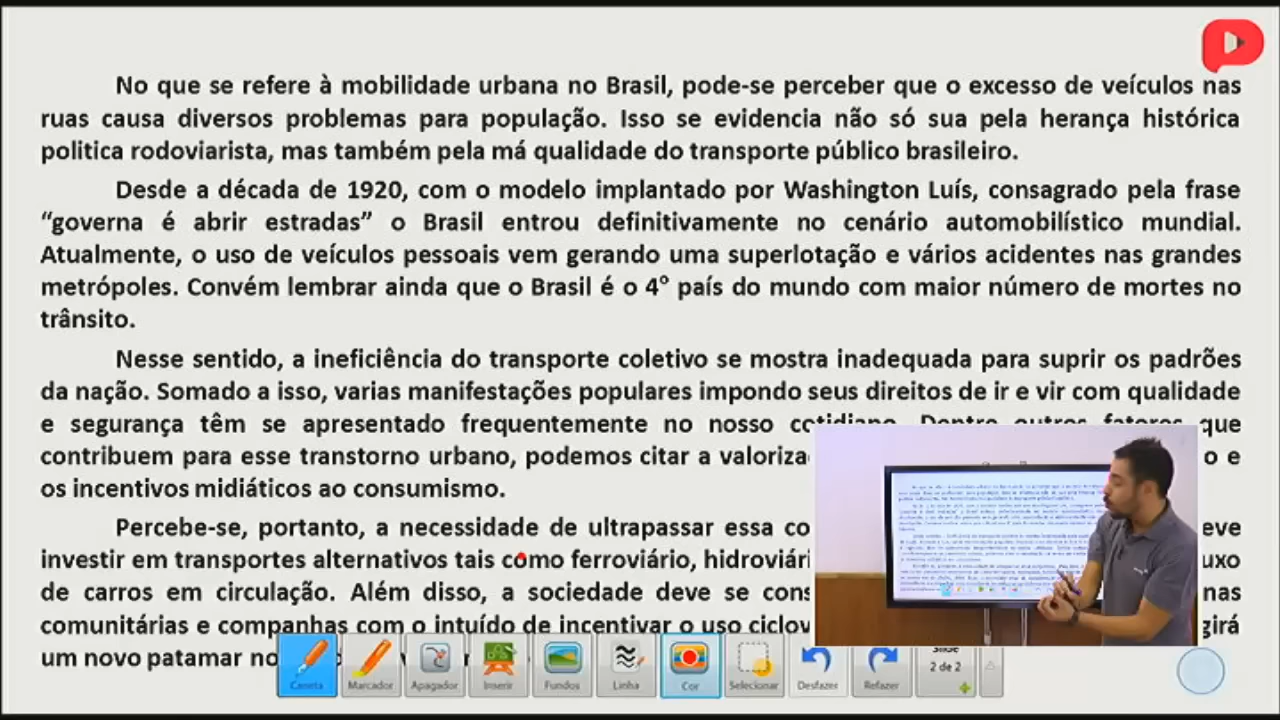 No que se refere à mobilidade urbana no Brasil, pode-se perceber que o excesso de veículos nas
ruas causa diversos problemas para população. Isso se evidencia não só sua pela herança histórica
politica rodoviarista, mas também pela má qualidade do transporte público brasileiro.
Desde a década de 1920, com o modelo implantado por Washington Luís, consagrado pela frase
“governa é abrir estradas” o Brasil entrou definitivamente no cenário automobilístico mundial.
Atualmente, o uso de veículos pessoais vem gerando uma superlotação e vários acidentes nas grandes
metrópoles. Convém lembrar ainda que o Brasil é o 4º país do mundo com maior número de mortes no
trânsito.
Nesse sentido, a ineficiência do transporte coletivo se mostra inadequada para suprir os padrões
da nação. Somado a isso, varias manifestações populares impondo seus direitos de ir e vir com qualidade
e segurança têm se apresentado frequentemente no nosso cotidiano. Dentre outros fatores que
contribuem para esse transtorno urbano, podemos citar a o e
os incentivos midiáticos ao consumismo.
Percebe-se, portanto, a necessidade de ultrapassar essa
investir em transportes alternativos tais como ferroviário,
de carros em circulação. Além disso, a sociedade deve se
comunitárias e companhas com o intuído de incentivar o uso
um novo patamar
Caneta Marcador Apagador Inserir Fundos Linha Cor Selecionar Desfazer Refazer Slide
2 de 2